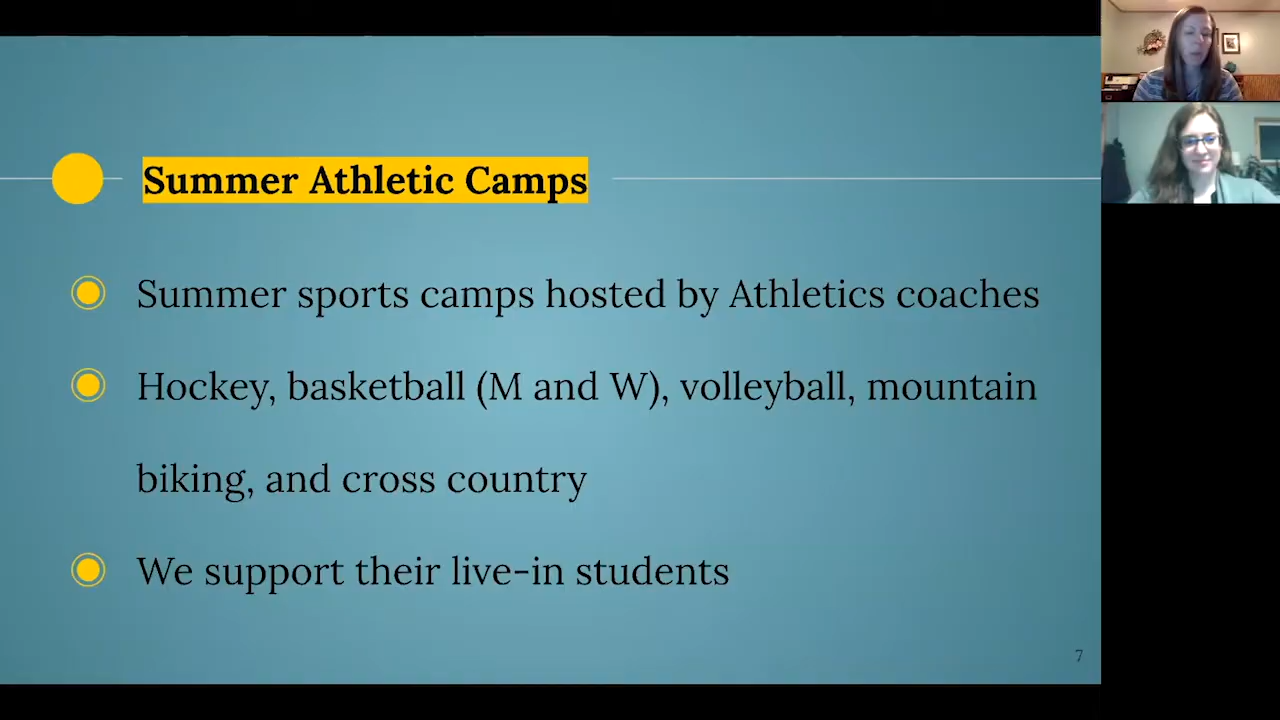 Summer Athletic Camps
Summer sports camps hosted by Athletics coaches
Hockey, basketball (M and W), volleyball, mountain
biking, and cross country
We support their live-in students
7